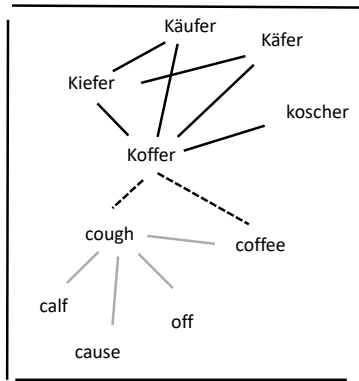 Käufer
Käfer
Kiefer
koscher
Koffer
cough
coffee
calf
off
cause